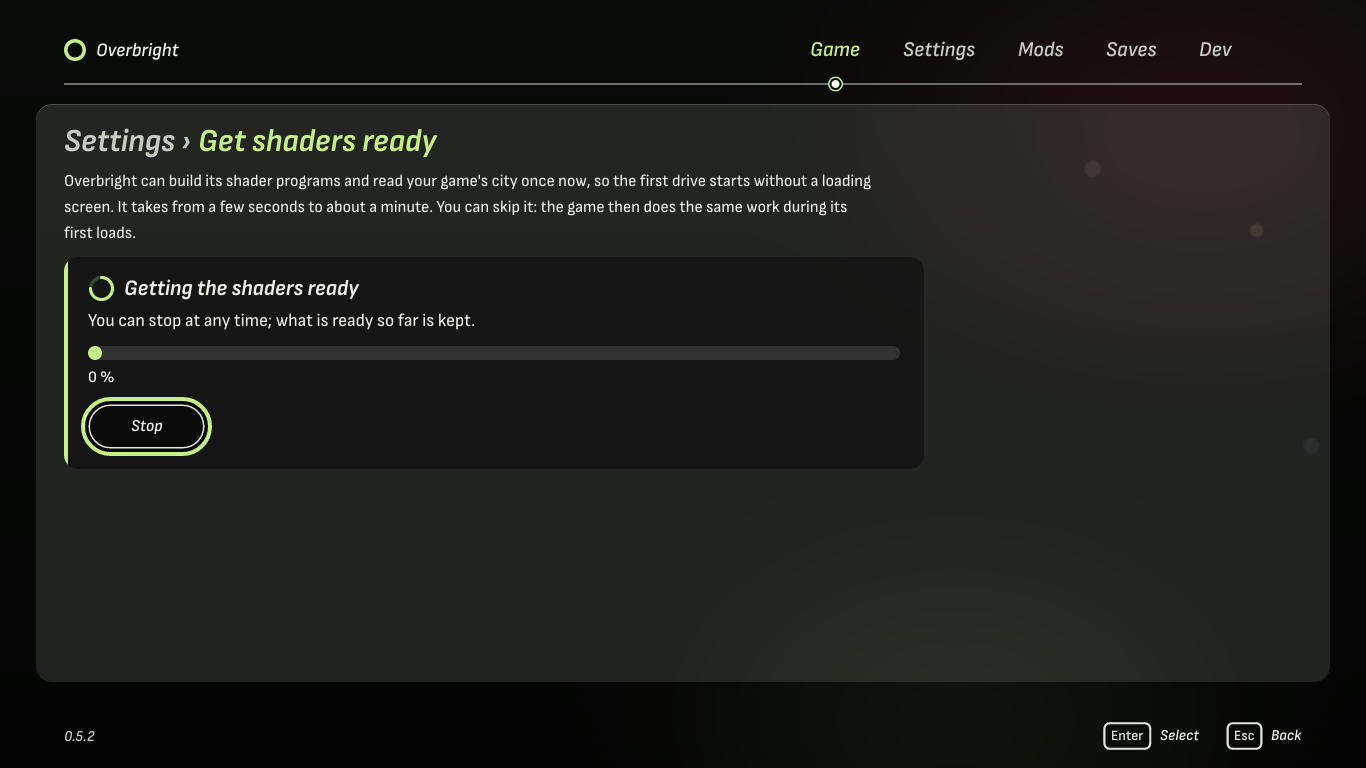 Overbright
Game
Settings
Mods
Saves
Dev
Settings › Get shaders ready
Overbright can build its shader programs and read your game's city once now, so the first drive starts without a loading
screen. It takes from a few seconds to about a minute. You can skip it: the game then does the same work during its
first loads.
Getting the shaders ready
You can stop at any time; what is ready so far is kept.
0 %
Stop
0.5.2
Enter Select
Esc Back